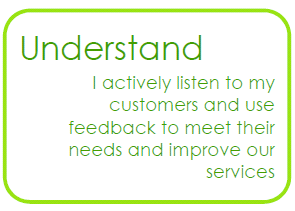 Understand
I actively listen to my
customers and use
feedback to meet their
needs and improve our
services